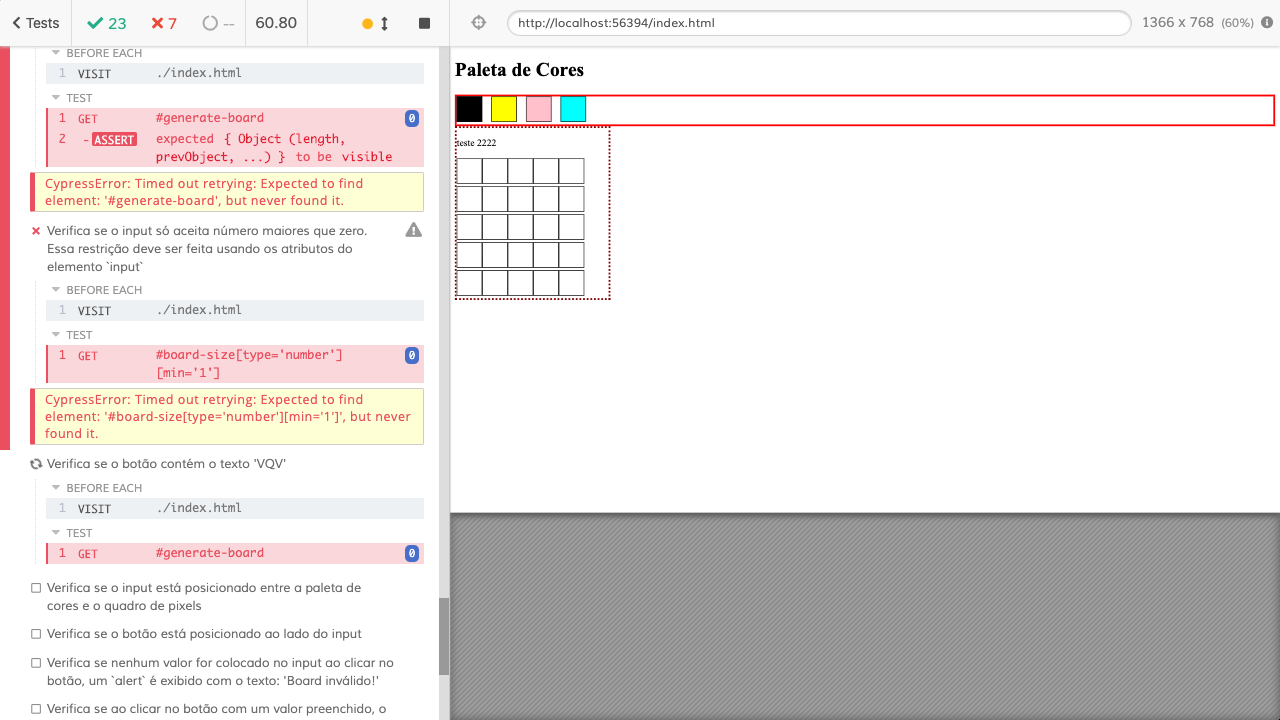 Tests 23 7 -- 60.80 http://localhost:56394/index.html 1366 x 768 (60%)
BEFORE EACH
1 VISIT ./index.html
TEST
1 GET #generate-board 0
2 -ASSERT expected { Object (length,
prevObject, ...) } to be visible
CypressError: Timed out retrying: Expected to find
element: '#generate-board', but never found it.
Verifica se o input só aceita número maiores que zero.
Essa restrição deve ser feita usando os atributos do
elemento `input`
BEFORE EACH
1 VISIT ./index.html
TEST
1 GET #board-size[type='number'] 0
[min='1']
CypressError: Timed out retrying: Expected to find
element: '#board-size[type='number'][min='1']', but never
found it.
Verifica se o botão contém o texto 'VQV'
BEFORE EACH
1 VISIT ./index.html
TEST
1 GET #generate-board 0
Verifica se o input está posicionado entre a paleta de
cores e o quadro de pixels
Verifica se o botão está posicionado ao lado do input
Verifica se nenhum valor for colocado no input ao clicar no
botão, um `alert` é exibido com o texto: 'Board inválido!'
Verifica se ao clicar no botão com um valor preenchido, o
Paleta de Cores
teste 2222